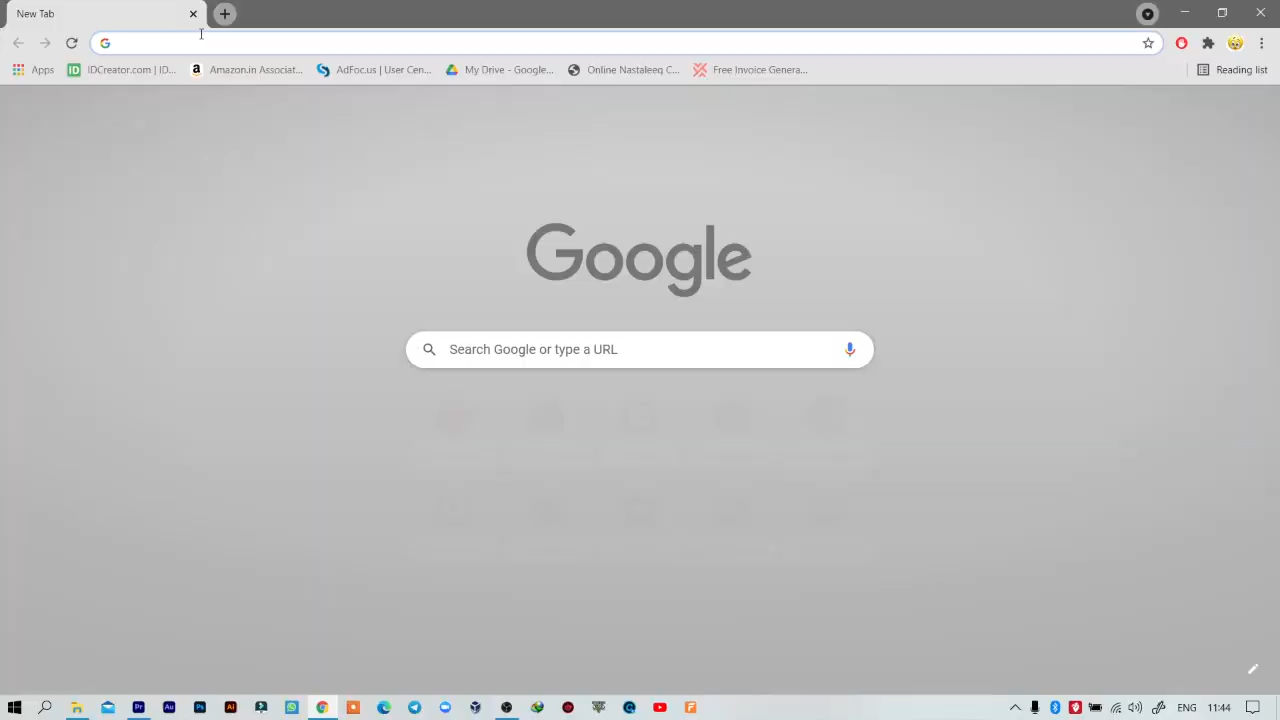 New Tab
Apps
IDCreator.com | ID...
Amazon.in Associat...
AdFoc.us | User Cen...
My Drive - Google...
Online Nastaleeq C...
Free Invoice Genera...
Reading list
Google
Search Google or type a URL
ENG
11:44